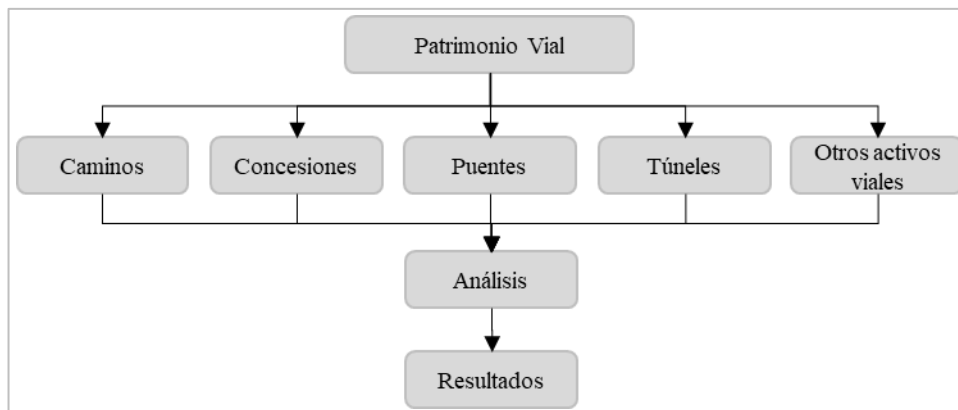 Patrimonio Vial
Caminos
Concesiones
Puentes
Túneles
Otros activos
viales
Análisis
Resultados